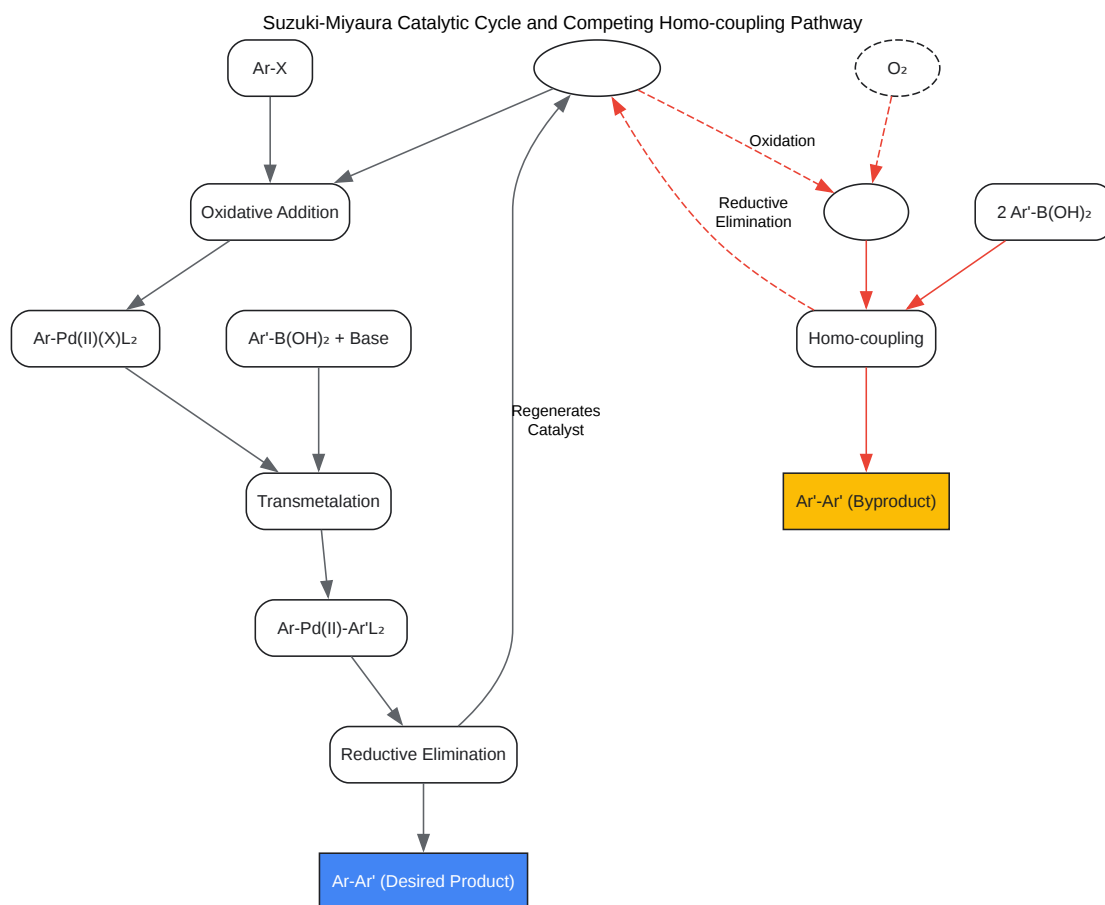 Suzuki-Miyaura Catalytic Cycle and Competing Homo-coupling Pathway
Ar-X
O₂
Oxidation
Oxidative Addition
Reductive
Elimination
2 Ar'-B(OH)₂
Ar-Pd(II)(X)L₂
Ar'-B(OH)₂ + Base
Homo-coupling
Regenerates
Catalyst
Transmetalation
Ar'-Ar' (Byproduct)
Ar-Pd(II)-Ar'L₂
Reductive Elimination
Ar-Ar' (Desired Product)